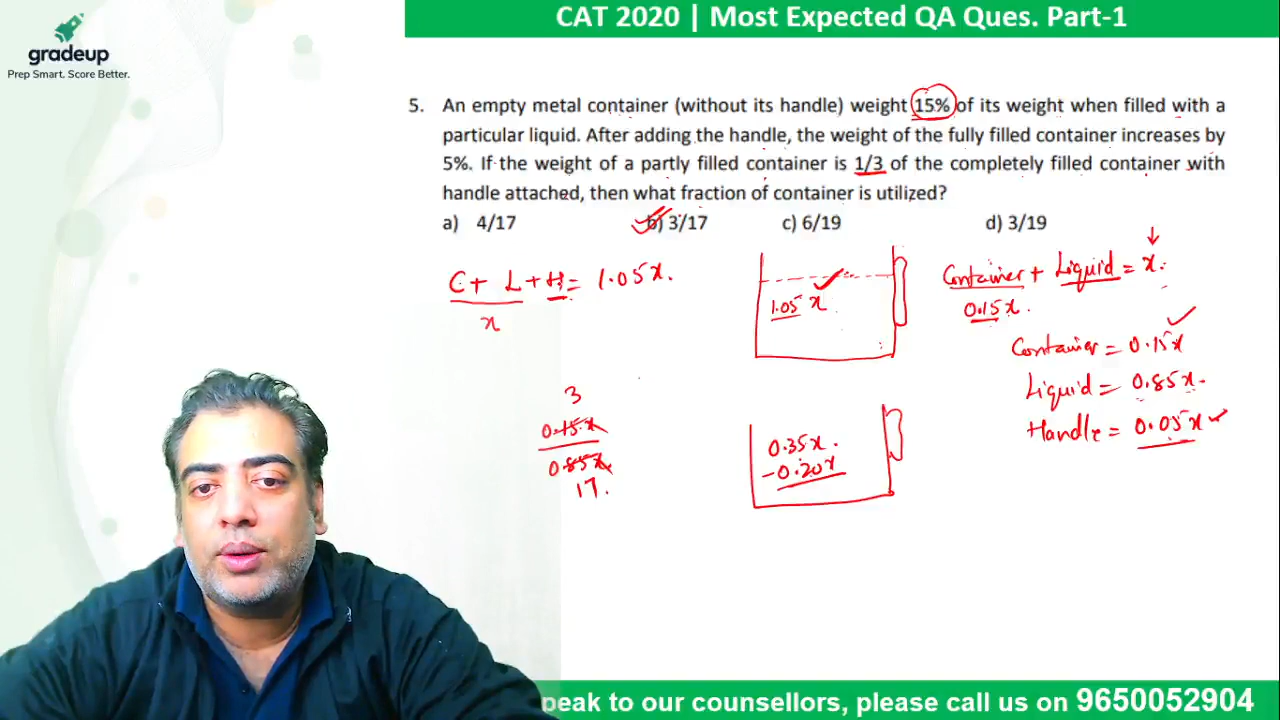 CAT 2020 | Most Expected QA Ques. Part-1
gradeup
Prep Smart. Score Better.
5. An empty metal container (without its handle) weight 15% of its weight when filled with a
particular liquid. After adding the handle, the weight of the fully filled container increases by
5%. If the weight of a partly filled container is 1/3 of the completely filled container with
handle attached, then what fraction of container is utilized?
a) 4/17 b) 3/17 c) 6/19 d) 3/19
C + L + H = 1.05x.
x
1.05 x
Container + Liquid = x.
0.15x.
Container = 0.15x
Liquid = 0.85x.
Handle = 0.05x
3
0.15x
0.85x
17.
0.35x.
-0.20x
peak to our counsellors, please call us on 9650052904